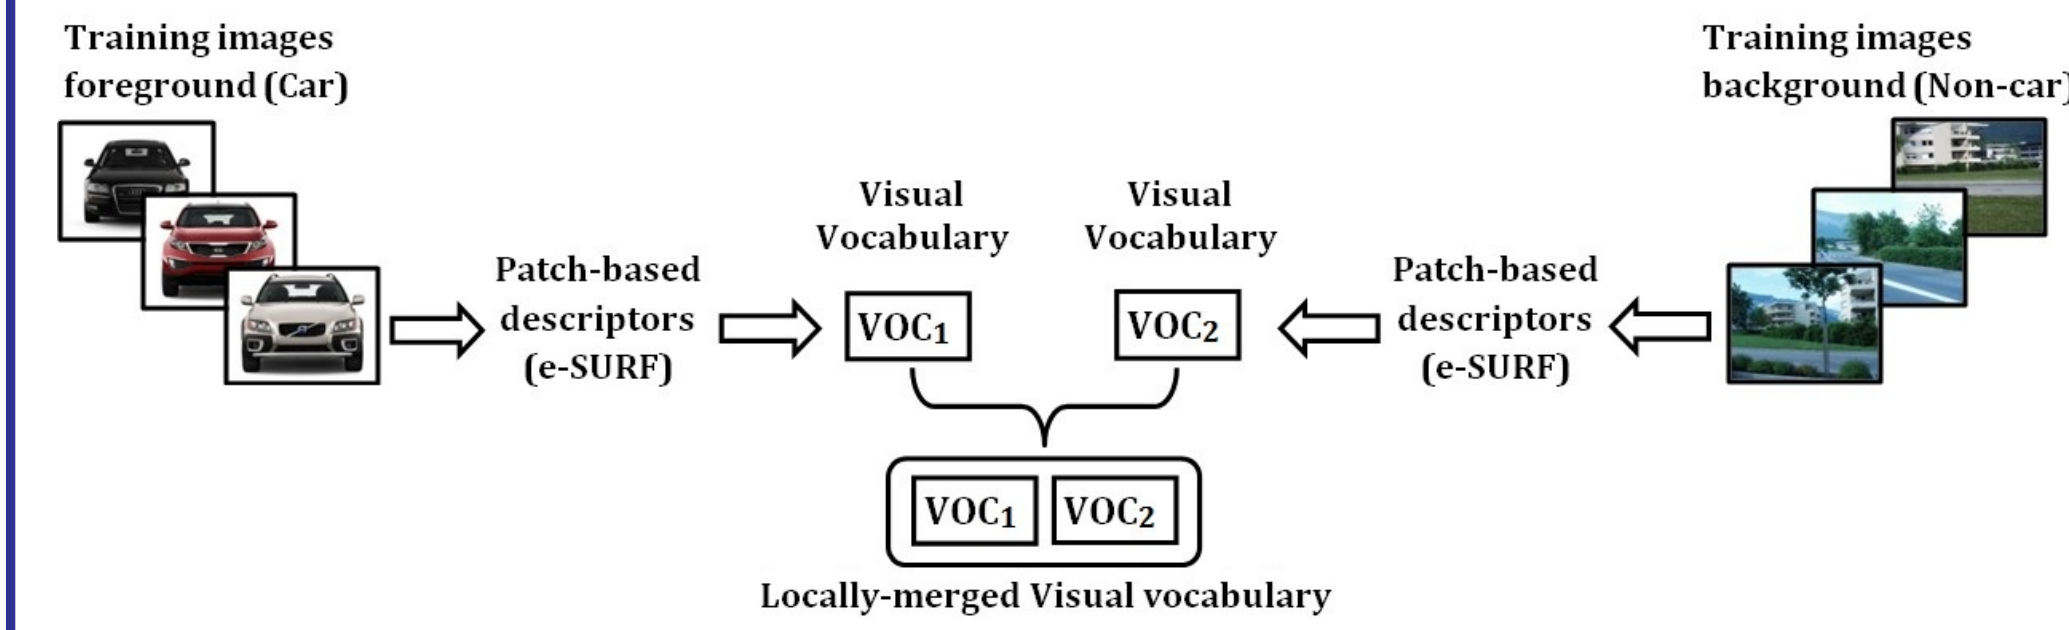 Training images
foreground (Car)
Training images
background (Non-car)
Visual
Vocabulary
Visual
Vocabulary
Patch-based
descriptors
(e-SURF)
VOC1
VOC2
Patch-based
descriptors
(e-SURF)
VOC1
VOC2
Locally-merged Visual vocabulary